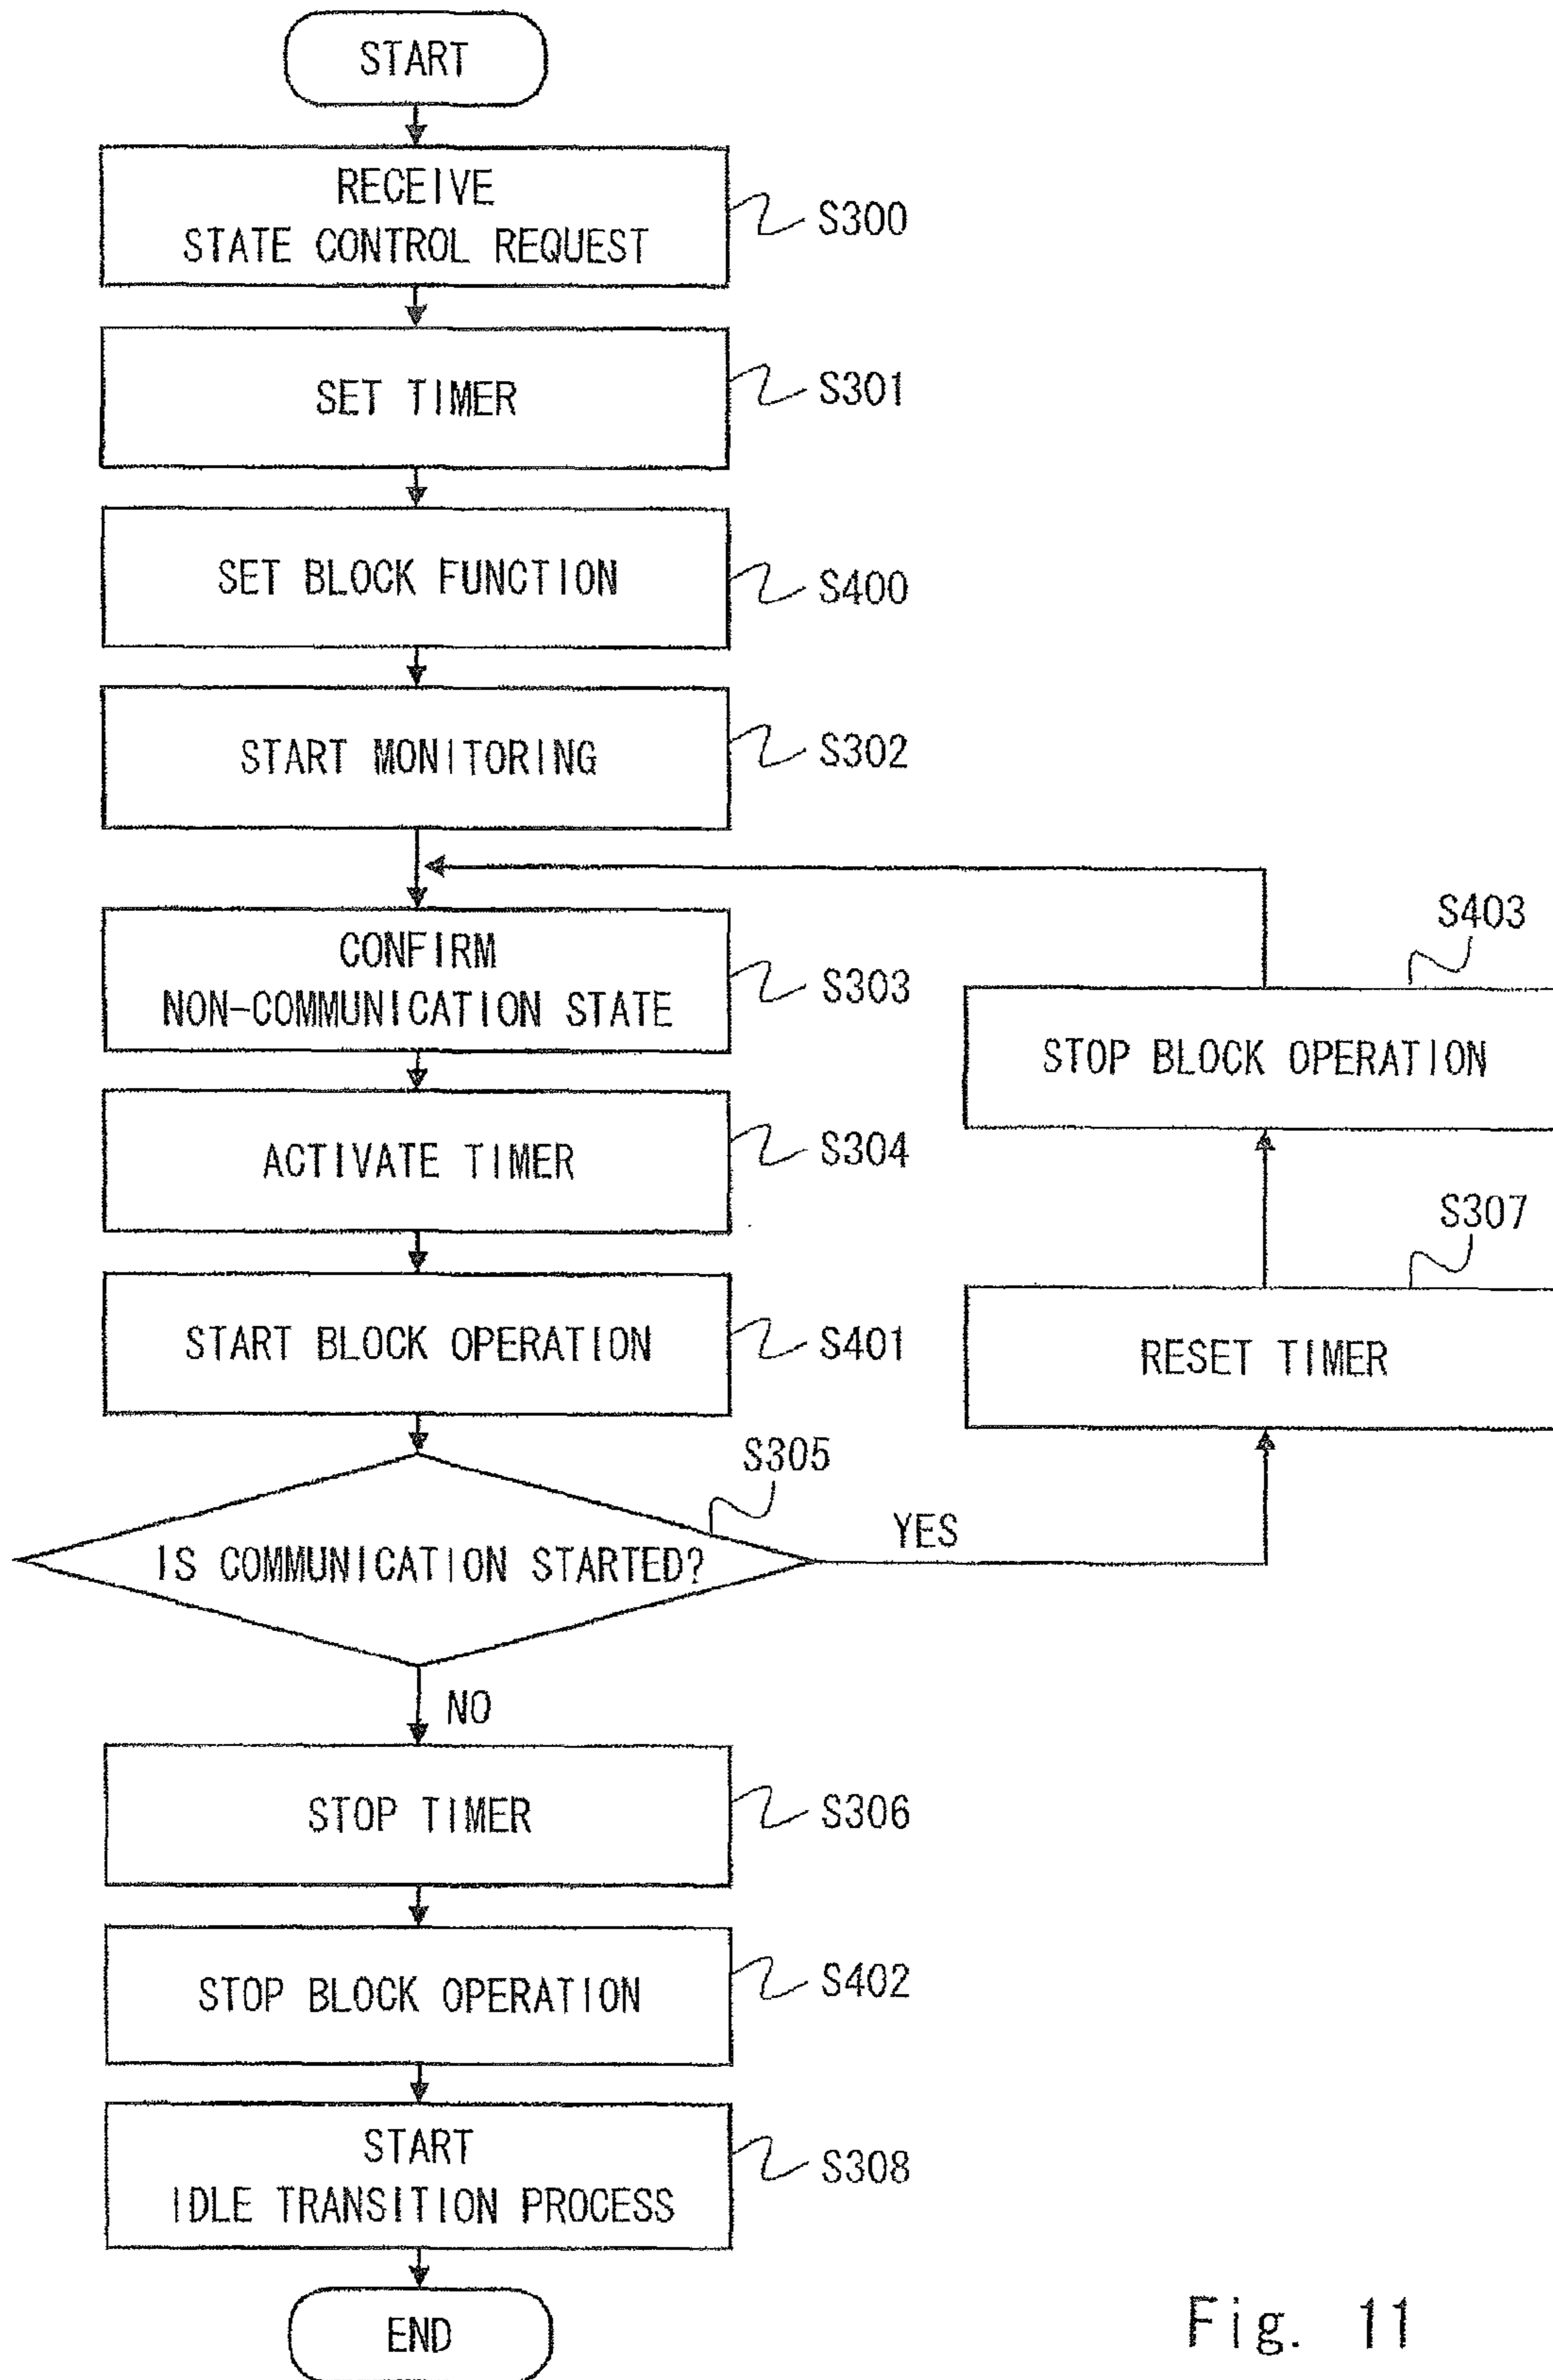 START
RECEIVE
STATE CONTROL REQUEST
S300
SET TIMER
S301
SET BLOCK FUNCTION
S400
START MONITORING
S302
CONFIRM
NON-COMMUNICATION STATE
S303
S403
STOP BLOCK OPERATION
ACTIVATE TIMER
S304
S307
RESET TIMER
START BLOCK OPERATION
S401
S305
IS COMMUNICATION STARTED?
YES
NO
STOP TIMER
S306
STOP BLOCK OPERATION
S402
START
IDLE TRANSITION PROCESS
S308
END
Fig. 11